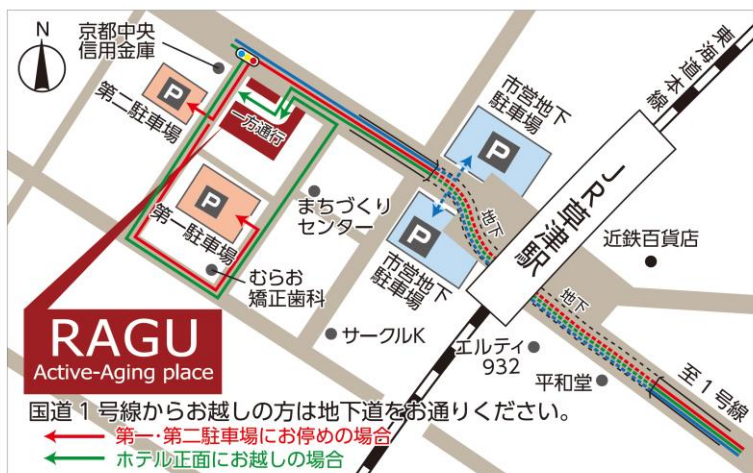 N
京都中央
信用金庫
P
第二駐車場
一方通行
P
第一駐車場
まちづくり
センター
むらお
矯正歯科
サークルK
市営地下
駐車場
P
P
市営地下
駐車場
地下
東海道本線
JR草津駅
近鉄百貨店
地下
エルティ
932
平和堂
至1号線
RAGU
Active-Aging place
国道1号線からお越しの方は地下道をお通りください。
第一・第二駐車場にお停めの場合
ホテル正面にお越しの場合